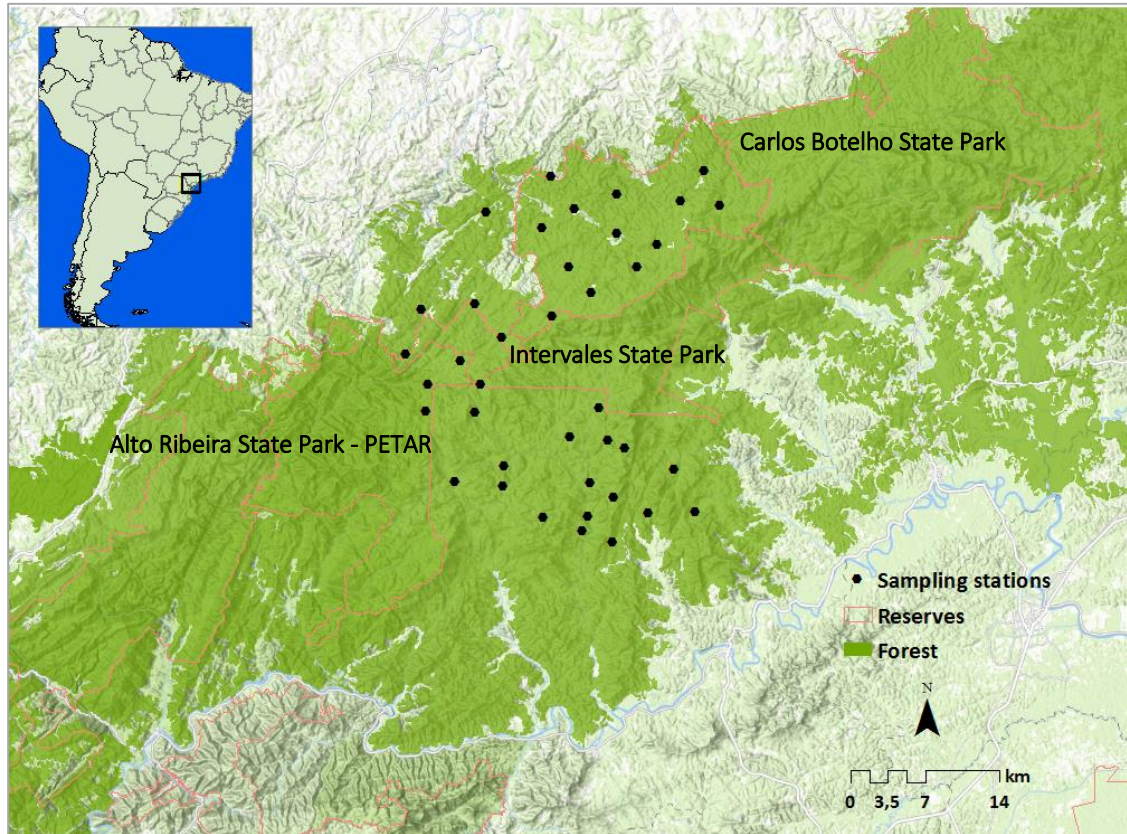 Carlos Botelho State Park
Intervales State Park
Alto Ribeira State Park - PETAR
Sampling stations
Reserves
Forest
N
km
0 3,5 7 14